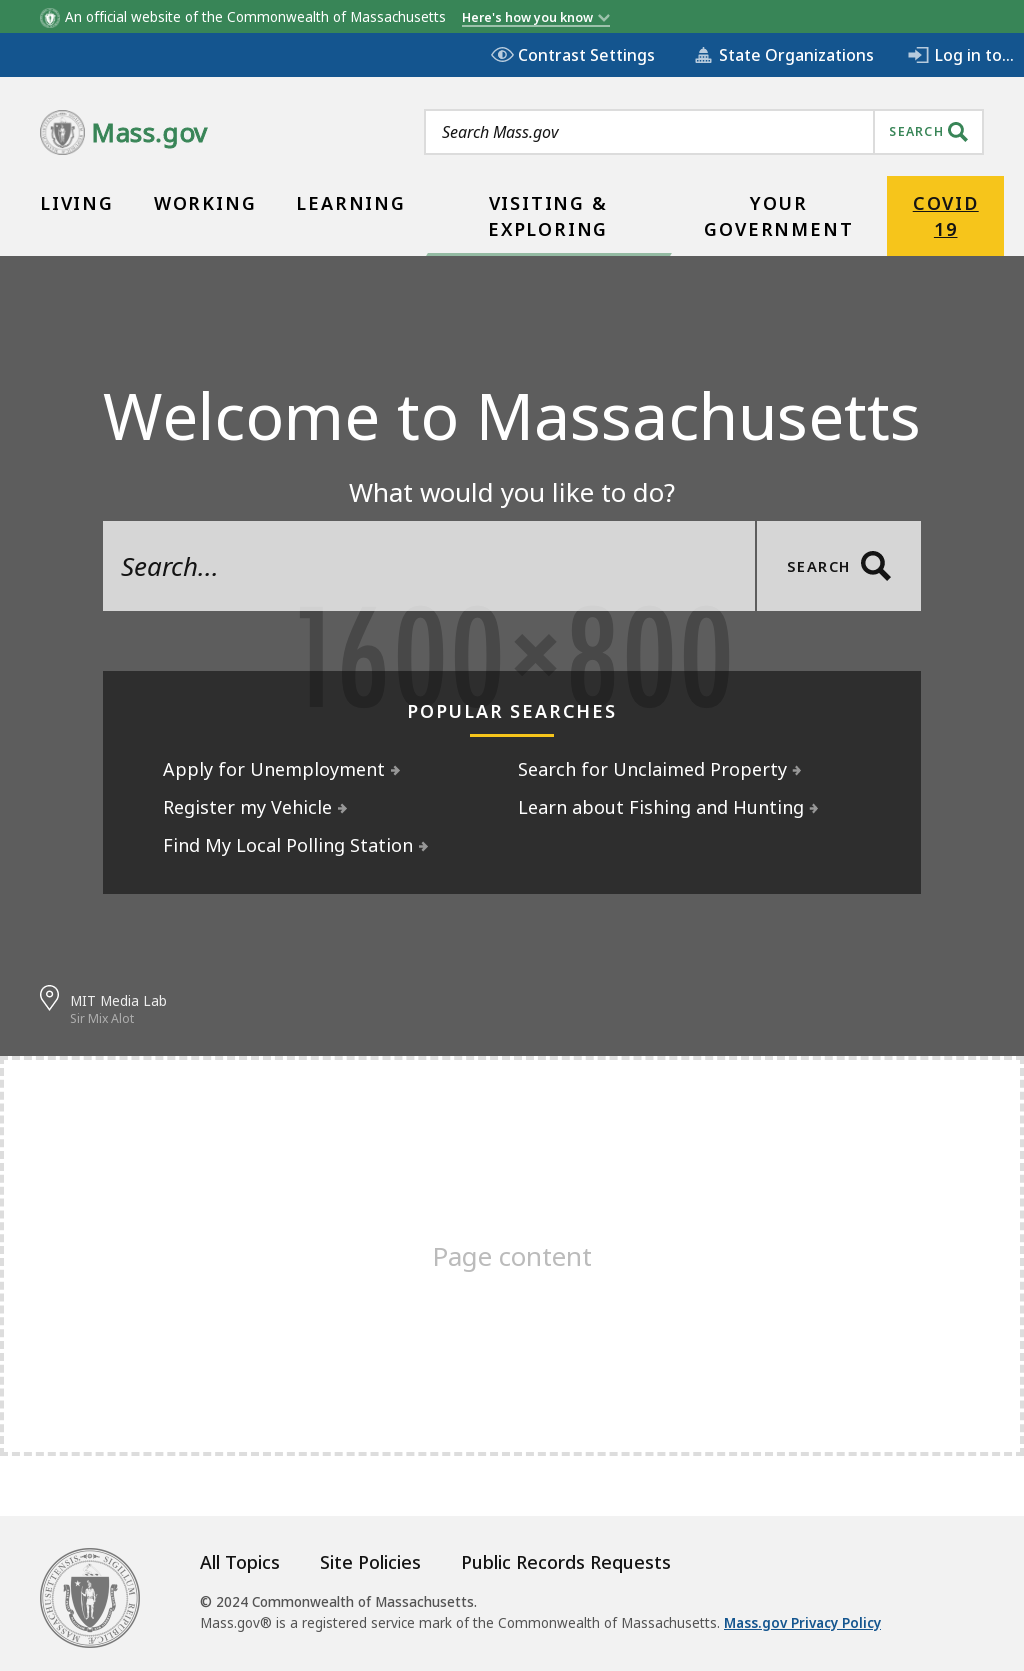 An official website of the Commonwealth of Massachusetts Here's how you know
Contrast Settings State Organizations Log in to...
Mass.gov
Search Mass.gov SEARCH
LIVING WORKING LEARNING VISITING & EXPLORING YOUR GOVERNMENT COVID 19
Welcome to Massachusetts
What would you like to do?
Search... SEARCH
1600×800
POPULAR SEARCHES
Apply for Unemployment
Search for Unclaimed Property
Register my Vehicle
Learn about Fishing and Hunting
Find My Local Polling Station
MIT Media Lab
Sir Mix Alot
Page content
All Topics Site Policies Public Records Requests
© 2024 Commonwealth of Massachusetts.
Mass.gov® is a registered service mark of the Commonwealth of Massachusetts. Mass.gov Privacy Policy